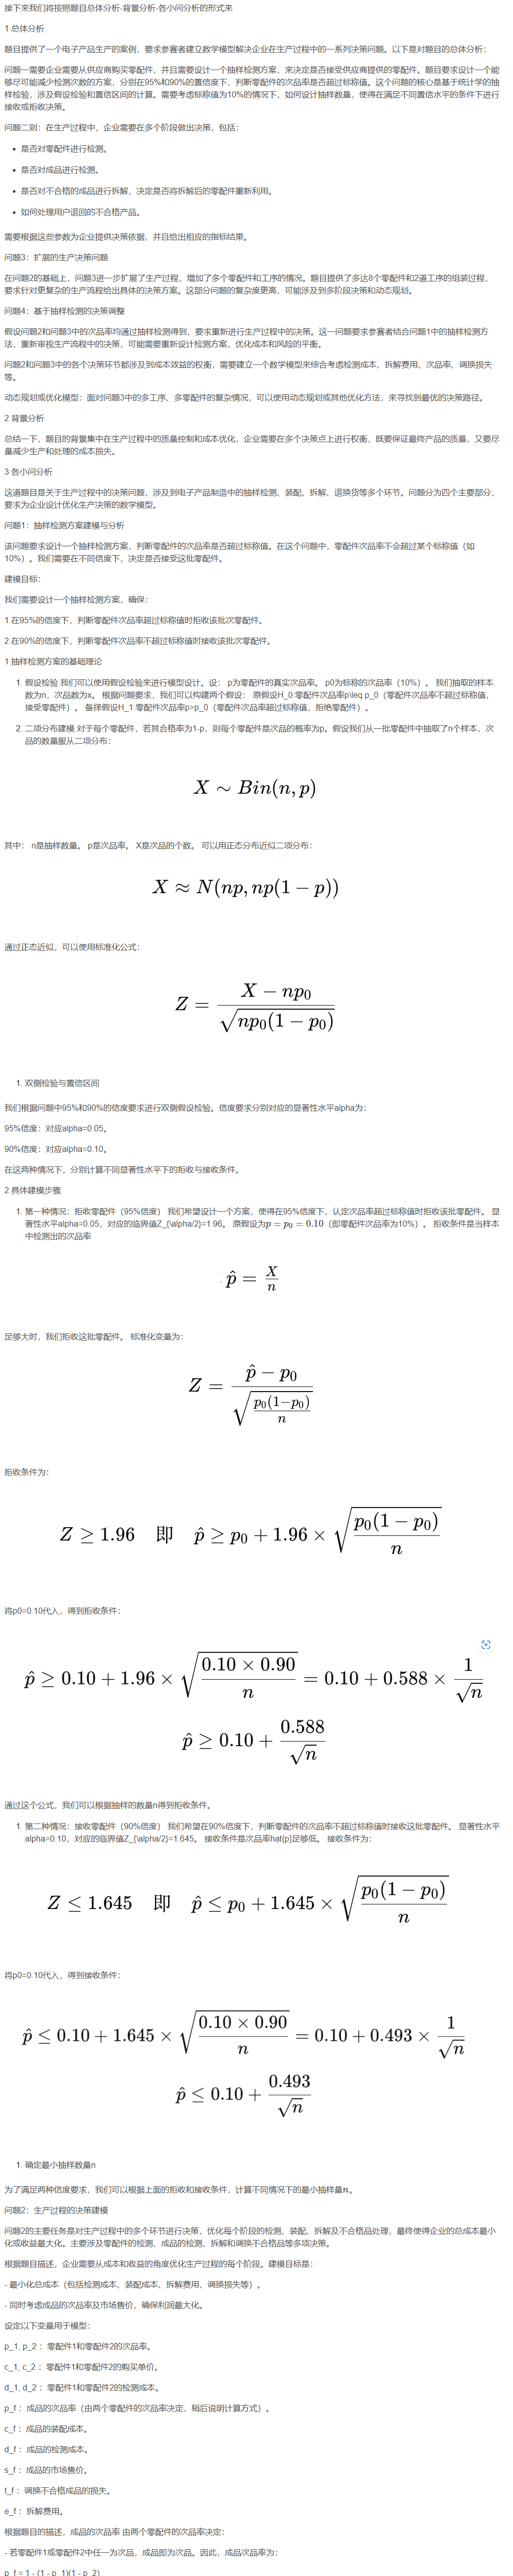 接下来我们将按照题目总体分析-背景分析-各小问分析的形式来
1 总体分析
题目提供了一个电子产品生产的案例，要求参赛者建立数学模型解决企业在生产过程中的一系列决策问题。以下是对题目的总体分析：
问题一需要企业需要从供应商购买零配件，并且需要设计一个抽样检测方案，来决定是否接受供应商提供的零配件。题目要求设计一个能
够尽可能减少检测次数的方案，分别在95%和90%的置信度下，判断零配件的次品率是否超过标称值。这个问题的核心是基于统计学的抽
样检验，涉及假设检验和置信区间的计算。需要考虑标称值为10%的情况下，如何设计抽样数量，使得在满足不同置信水平的条件下进行
接收或拒收决策。
问题二则：在生产过程中，企业需要在多个阶段做出决策，包括：
• 是否对零配件进行检测。
• 是否对成品进行检测。
• 是否对不合格的成品进行拆解，决定是否将拆解后的零配件重新利用。
• 如何处理用户退回的不合格产品。
需要根据这些参数为企业提供决策依据，并且给出相应的指标结果。
问题3：扩展的生产决策问题
在问题2的基础上，问题3进一步扩展了生产过程，增加了多个零配件和工序的情况。题目提供了多达8个零配件和2道工序的组装过程，
要求针对更复杂的生产流程给出具体的决策方案。这部分问题的复杂度更高，可能涉及到多阶段决策和动态规划。
问题4：基于抽样检测的决策调整
假设问题2和问题3中的次品率均通过抽样检测得到，要求重新进行生产过程中的决策。这一问题要求参赛者结合问题1中的抽样检测方
法，重新审视生产流程中的决策，可能需要重新设计检测方案，优化成本和风险的平衡。
问题2和问题3中的各个决策环节都涉及到成本效益的权衡，需要建立一个数学模型来综合考虑检测成本、拆解费用、次品率、调换损失
等。
动态规划或优化模型：面对问题3中的多工序、多零配件的复杂情况，可以使用动态规划或其他优化方法，来寻找到最优的决策路径。
2 背景分析
总结一下，题目的背景集中在生产过程中的质量控制和成本优化，企业需要在多个决策点上进行权衡，既要保证最终产品的质量，又要尽
量减少生产和处理的成本损失。
3 各小问分析
这道题目是关于生产过程中的决策问题，涉及到电子产品制造中的抽样检测、装配、拆解、退换货等多个环节。问题分为四个主要部分，
要求为企业设计优化生产决策的数学模型。
问题1：抽样检测方案建模与分析
该问题要求设计一个抽样检测方案，判断零配件的次品率是否超过标称值。在这个问题中，零配件次品率不会超过某个标称值（如
10%）。我们需要在不同信度下，决定是否接受这批零配件。
建模目标：
我们需要设计一个抽样检测方案，确保：
1.在95%的信度下，判断零配件次品率超过标称值时拒收该批次零配件。
2.在90%的信度下，判断零配件次品率不超过标称值时接收该批次零配件。
1.抽样检测方案的基础理论
1. 假设检验 我们可以使用假设检验来进行模型设计。设： p为零配件的真实次品率。 p0为标称的次品率（10%）。 我们抽取的样本
数为n，次品数为x。 根据问题要求，我们可以构建两个假设： 原假设H_0:零配件次品率p\leq p_0（零配件次品率不超过标称值，
接受零配件）。 备择假设H_1:零配件次品率p>p_0（零配件次品率超过标称值，拒绝零配件）。
2. 二项分布建模 对于每个零配件，若其合格率为1-p，则每个零配件是次品的概率为p。假设我们从一批零配件中抽取了n个样本，次
品的数量服从二项分布：
X ∼ Bin(n, p)
其中： n是抽样数量。 p是次品率。 X是次品的个数。 可以用正态分布近似二项分布：
X ≈ N(np, np(1 − p))
通过正态近似，可以使用标准化公式：
Z = \frac{X − np_0}{\sqrt{np_0(1 − p_0)}}
1. 双侧检验与置信区间
我们根据问题中95%和90%的信度要求进行双侧假设检验。信度要求分别对应的显著性水平alpha为：
95%信度：对应alpha=0.05。
90%信度：对应alpha=0.10。
在这两种情况下，分别计算不同显著性水平下的拒收与接收条件。
2.具体建模步骤
1. 第一种情况：拒收零配件（95%信度） 我们希望设计一个方案，使得在95%信度下，认定次品率超过标称值时拒收该批零配件。 显
著性水平alpha=0.05，对应的临界值Z_{\alpha/2}=1.96。 原假设为p = p_0 = 0.10（即零配件次品率为10%）。 拒收条件是当样本
中检测出的次品率
\hat{p} = \frac{X}{n}
足够大时，我们拒收这批零配件。 标准化变量为：
Z = \frac{\hat{p} − p_0}{\sqrt{\frac{p_0(1−p_0)}{n}}}
拒收条件为：
Z ≥ 1.96 即 \hat{p} ≥ p_0 + 1.96 × \sqrt{\frac{p_0(1 − p_0)}{n}}
将p0=0.10代入，得到拒收条件：
\hat{p} ≥ 0.10 + 1.96 × \sqrt{\frac{0.10 × 0.90}{n}} = 0.10 + 0.588 × \frac{1}{\sqrt{n}}
\hat{p} ≥ 0.10 + \frac{0.588}{\sqrt{n}}
通过这个公式，我们可以根据抽样的数量n得到拒收条件。
1. 第二种情况：接收零配件（90%信度） 我们希望在90%信度下，判断零配件的次品率不超过标称值时接收这批零配件。 显著性水平
alpha=0.10，对应的临界值Z_{\alpha/2}=1.645。 接收条件是次品率hat{p}足够低。 接收条件为：
Z ≤ 1.645 即 \hat{p} ≤ p_0 + 1.645 × \sqrt{\frac{p_0(1 − p_0)}{n}}
将p0=0.10代入，得到接收条件：
\hat{p} ≤ 0.10 + 1.645 × \sqrt{\frac{0.10 × 0.90}{n}} = 0.10 + 0.493 × \frac{1}{\sqrt{n}}
\hat{p} ≤ 0.10 + \frac{0.493}{\sqrt{n}}
1. 确定最小抽样数量n
为了满足两种信度要求，我们可以根据上面的拒收和接收条件，计算不同情况下的最小抽样量n。
问题2：生产过程的决策建模
问题2的主要任务是对生产过程中的多个环节进行决策，优化每个阶段的检测、装配、拆解及不合格品处理，最终使得企业的总成本最小
化或收益最大化。主要涉及零配件的检测、成品的检测、拆解和调换不合格品等多项决策。
根据题目描述，企业需要从成本和收益的角度优化生产过程的每个阶段。建模目标是：
- 最小化总成本（包括检测成本、装配成本、拆解费用、调换损失等）。
- 同时考虑成品的次品率及市场售价，确保利润最大化。
设定以下变量用于模型：
p_1, p_2 ：零配件1和零配件2的次品率。
c_1, c_2 ：零配件1和零配件2的购买单价。
d_1, d_2 ：零配件1和零配件2的检测成本。
p_f ：成品的次品率（由两个零配件的次品率决定，稍后说明计算方式）。
c_f ：成品的装配成本。
d_f ：成品的检测成本。
s_f ：成品的市场售价。
t_f ：调换不合格成品的损失。
e_f ：拆解费用。
根据题目的描述，成品的次品率 由两个零配件的次品率决定：
- 若零配件1或零配件2中任一为次品，成品即为次品。因此，成品次品率为：
p_f = 1 - (1 - p_1)(1 - p_2)